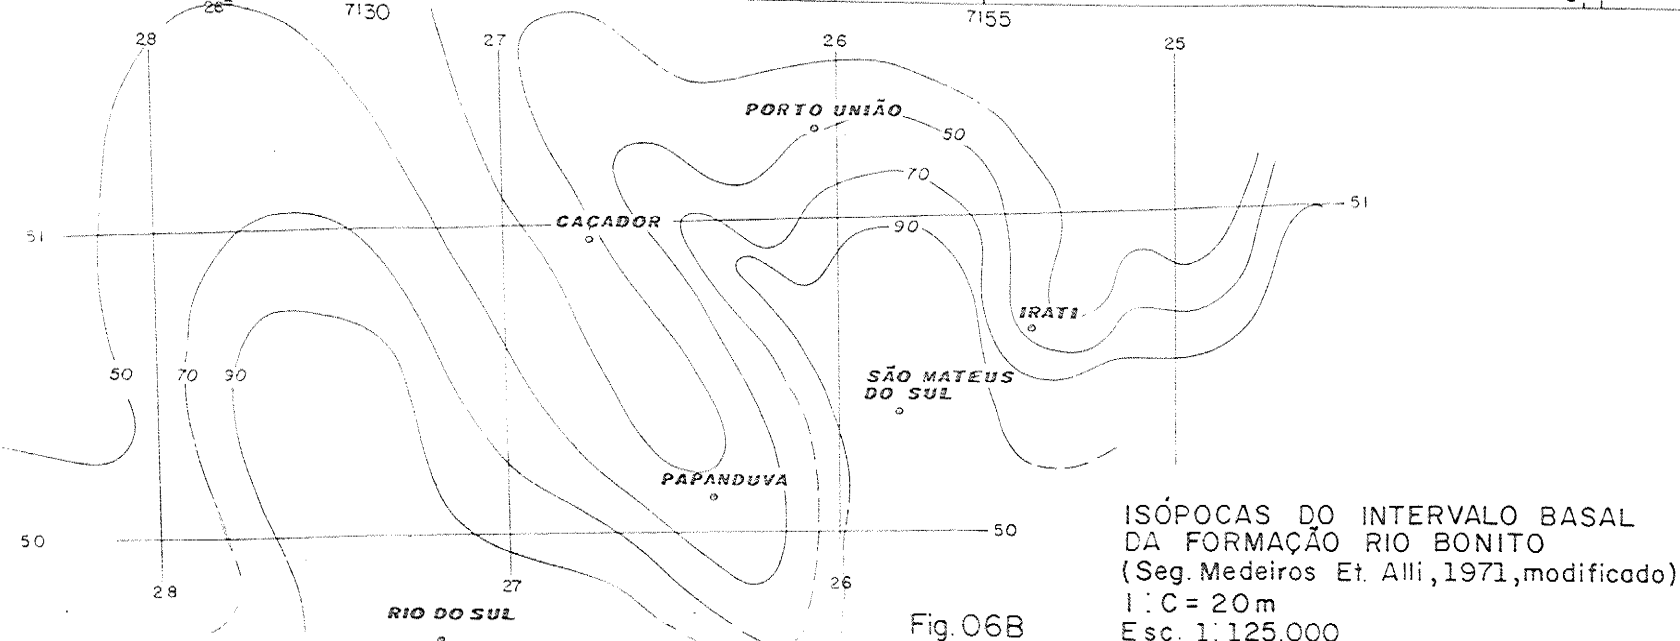 28
7130
7155
28
27
26
25
PORTO UNIÃO
50
70
51
CAÇADOR
51
90
IRATI
50
70
90
SÃO MATEUS
DO SUL
PAPANDUVA
50
50
28
27
26
RIO DO SUL
Fig. 06B
ISÓPOCAS DO INTERVALO BASAL
DA FORMAÇÃO RIO BONITO
(Seg. Medeiros Et. Alli, 1971, modificado)
I:C = 20m
Esc. 1:125.000